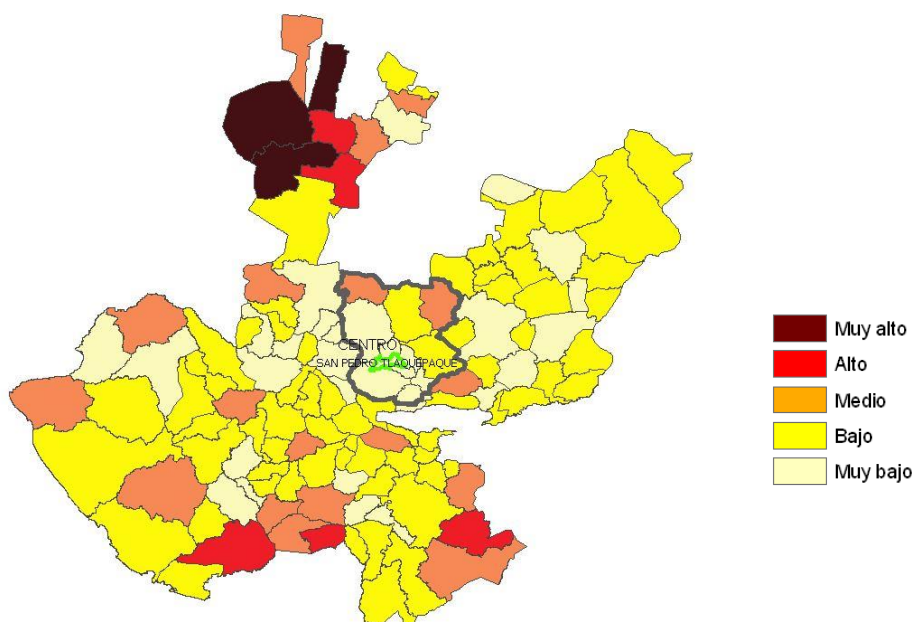 CENTRO
SAN PEDRO TLAQUEPAQUE
Muy alto
Alto
Medio
Bajo
Muy bajo